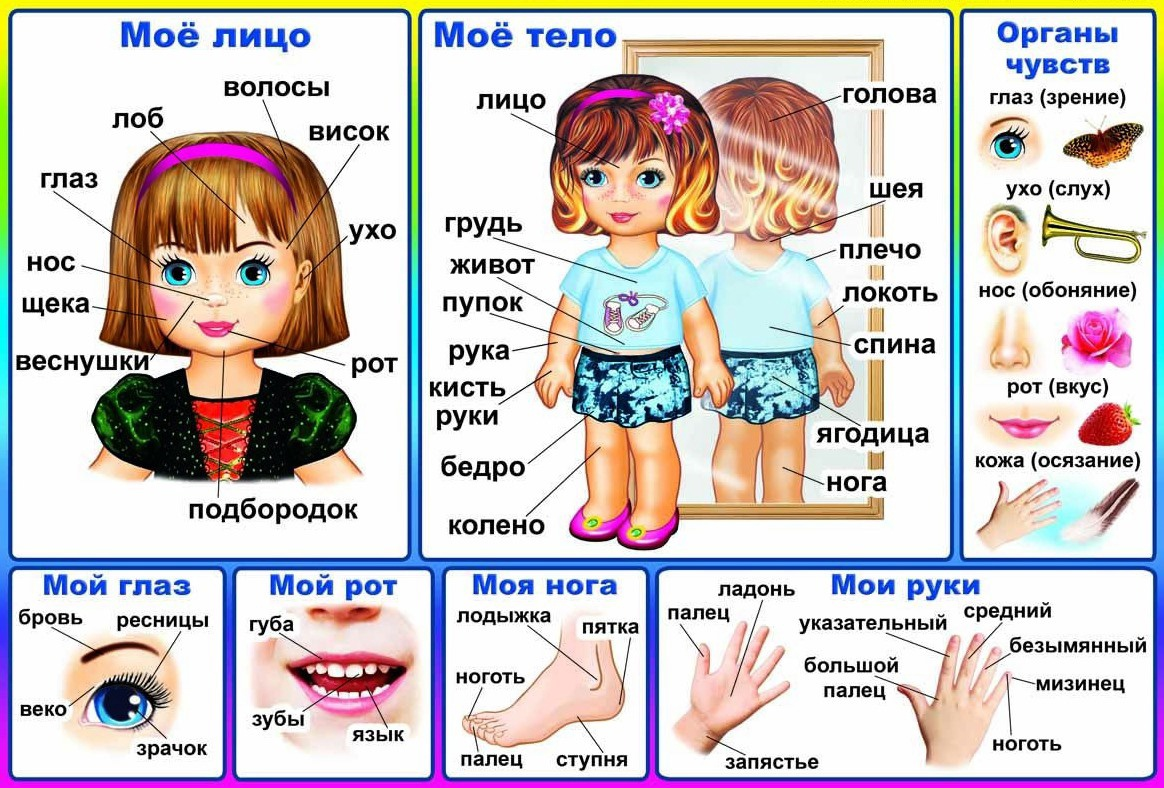 Моё лицо
волосы
лоб
висок
глаз
ухо
нос
щека
веснушки
рот
подбородок
Моё тело
лицо
голова
шея
грудь
плечо
живот
локоть
пупок
спина
рука
кисть
руки
ягодица
бедро
нога
колено
Органы
чувств
глаз (зрение)
ухо (слух)
нос (обоняние)
рот (вкус)
кожа (осязание)
Мой глаз
бровь
ресницы
веко
зрачок
Мой рот
губа
зубы
язык
Моя нога
лодыжка
пятка
ноготь
палец
ступня
Мои руки
ладонь
палец
средний
указательный
безымянный
большой
палец
мизинец
ноготь
запястье